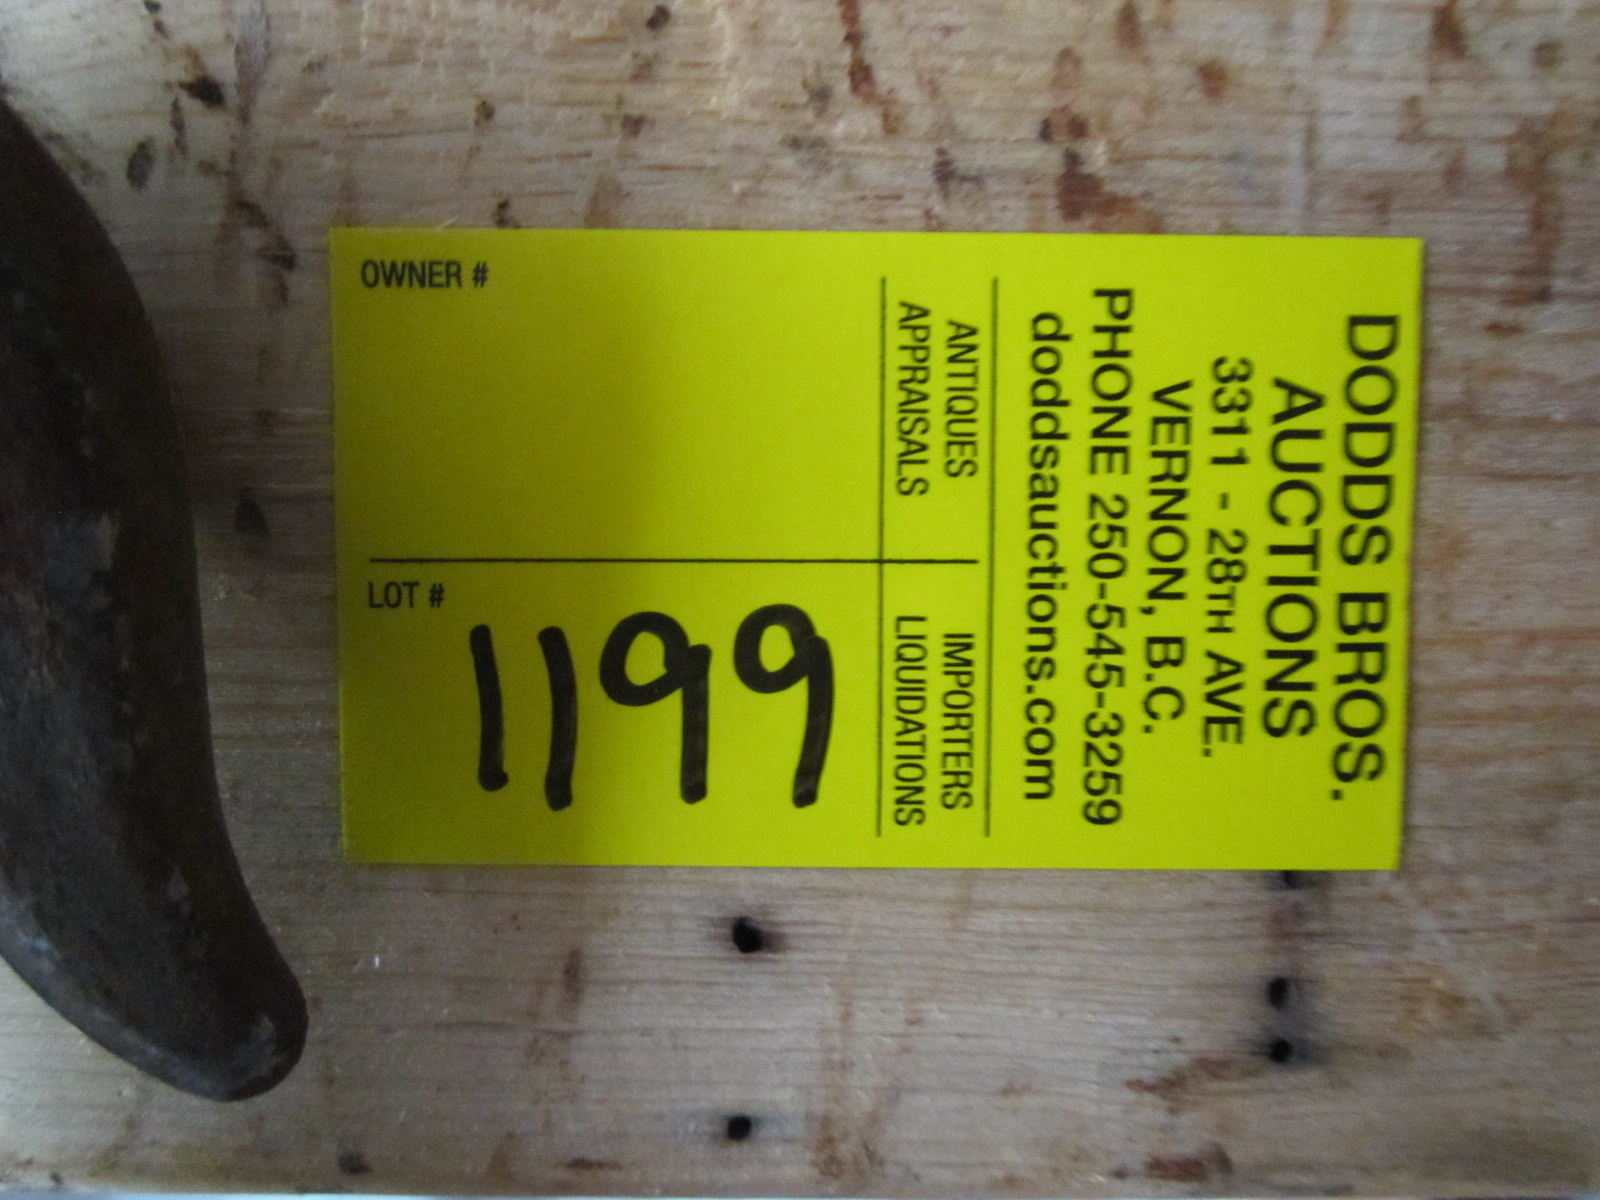 DODDS BROS.
AUCTIONS
3311 - 28TH AVE.
VERNON, B.C.
PHONE 250-545-3259
doddsauctions.com
ANTIQUES IMPORTERS
APPRAISALS LIQUIDATIONS
OWNER #
LOT #
1199